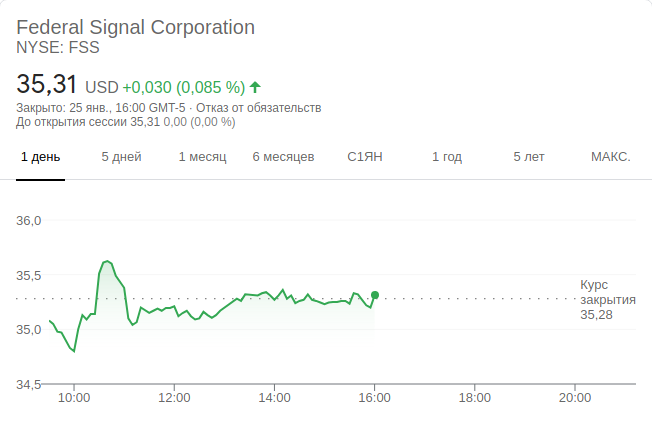 Federal Signal Corporation
NYSE: FSS
35,31 USD +0,030 (0,085 %)
Закрыто: 25 янв., 16:00 GMT-5 · Отказ от обязательств
До открытия сессии 35,31 0,00 (0,00 %)
1 день 5 дней 1 месяц 6 месяцев С1ЯН 1 год 5 лет МАКС.
36,0
35,5
35,0
34,5
Курс
закрытия
35,28
10:00 12:00 14:00 16:00 18:00 20:00